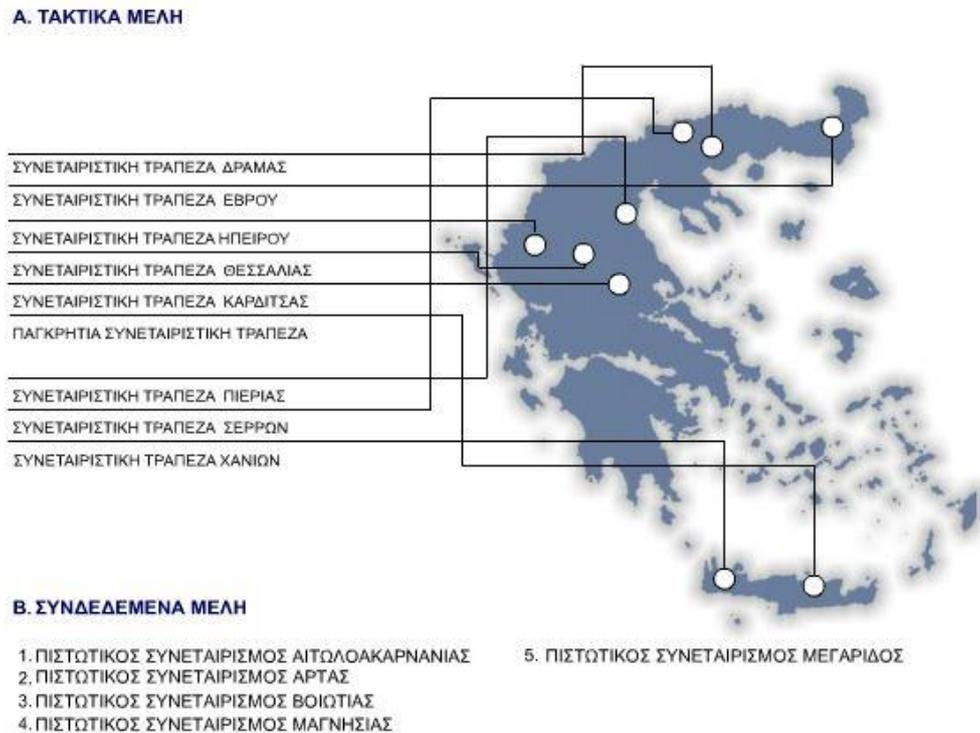 Α. ΤΑΚΤΙΚΑ ΜΕΛΗ
ΣΥΝΕΤΑΙΡΙΣΤΙΚΗ ΤΡΑΠΕΖΑ ΔΡΑΜΑΣ
ΣΥΝΕΤΑΙΡΙΣΤΙΚΗ ΤΡΑΠΕΖΑ ΕΒΡΟΥ
ΣΥΝΕΤΑΙΡΙΣΤΙΚΗ ΤΡΑΠΕΖΑ ΗΠΕΙΡΟΥ
ΣΥΝΕΤΑΙΡΙΣΤΙΚΗ ΤΡΑΠΕΖΑ ΘΕΣΣΑΛΙΑΣ
ΣΥΝΕΤΑΙΡΙΣΤΙΚΗ ΤΡΑΠΕΖΑ ΚΑΡΔΙΤΣΑΣ
ΠΑΓΚΡΗΤΙΑ ΣΥΝΕΤΑΙΡΙΣΤΙΚΗ ΤΡΑΠΕΖΑ
ΣΥΝΕΤΑΙΡΙΣΤΙΚΗ ΤΡΑΠΕΖΑ ΠΙΕΡΙΑΣ
ΣΥΝΕΤΑΙΡΙΣΤΙΚΗ ΤΡΑΠΕΖΑ ΣΕΡΡΩΝ
ΣΥΝΕΤΑΙΡΙΣΤΙΚΗ ΤΡΑΠΕΖΑ ΧΑΝΙΩΝ
Β. ΣΥΝΔΕΔΕΜΕΝΑ ΜΕΛΗ
1. ΠΙΣΤΩΤΙΚΟΣ ΣΥΝΕΤΑΙΡΙΣΜΟΣ ΑΙΤΩΛΟΑΚΑΡΝΑΝΙΑΣ
2. ΠΙΣΤΩΤΙΚΟΣ ΣΥΝΕΤΑΙΡΙΣΜΟΣ ΑΡΤΑΣ
3. ΠΙΣΤΩΤΙΚΟΣ ΣΥΝΕΤΑΙΡΙΣΜΟΣ ΒΟΙΩΤΙΑΣ
4. ΠΙΣΤΩΤΙΚΟΣ ΣΥΝΕΤΑΙΡΙΣΜΟΣ ΜΑΓΝΗΣΙΑΣ
5. ΠΙΣΤΩΤΙΚΟΣ ΣΥΝΕΤΑΙΡΙΣΜΟΣ ΜΕΓΑΡΙΔΟΣ